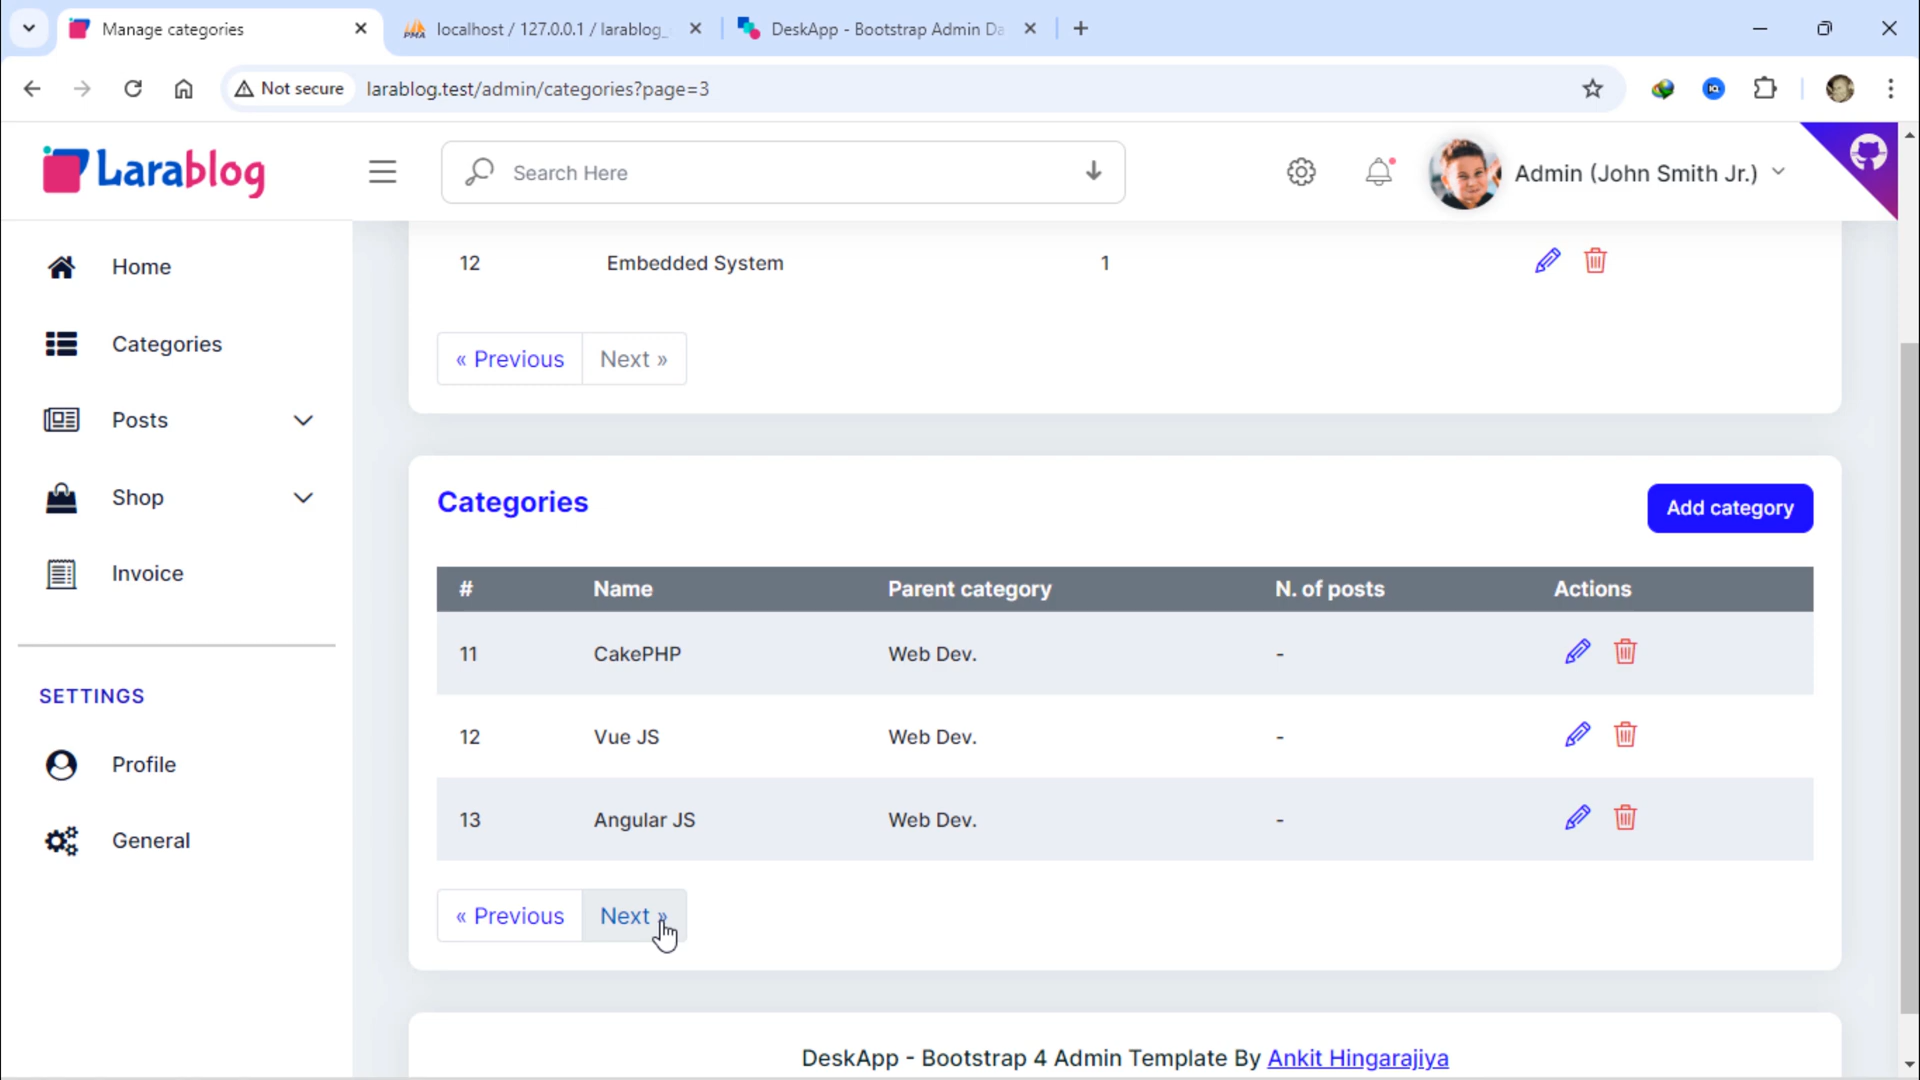 Manage categories
localhost / 127.0.0.1 / larablog_
DeskApp - Bootstrap Admin Da
Not secure
larablog.test/admin/categories?page=3
Larablog
Search Here
Admin (John Smith Jr.)
Home
Categories
Posts
Shop
Invoice
SETTINGS
Profile
General
12 Embedded System 1
« Previous Next »
Categories
Add category
# Name Parent category N. of posts Actions
11 CakePHP Web Dev. -
12 Vue JS Web Dev. -
13 Angular JS Web Dev. -
« Previous Next »
DeskApp - Bootstrap 4 Admin Template By Ankit Hingarajiya